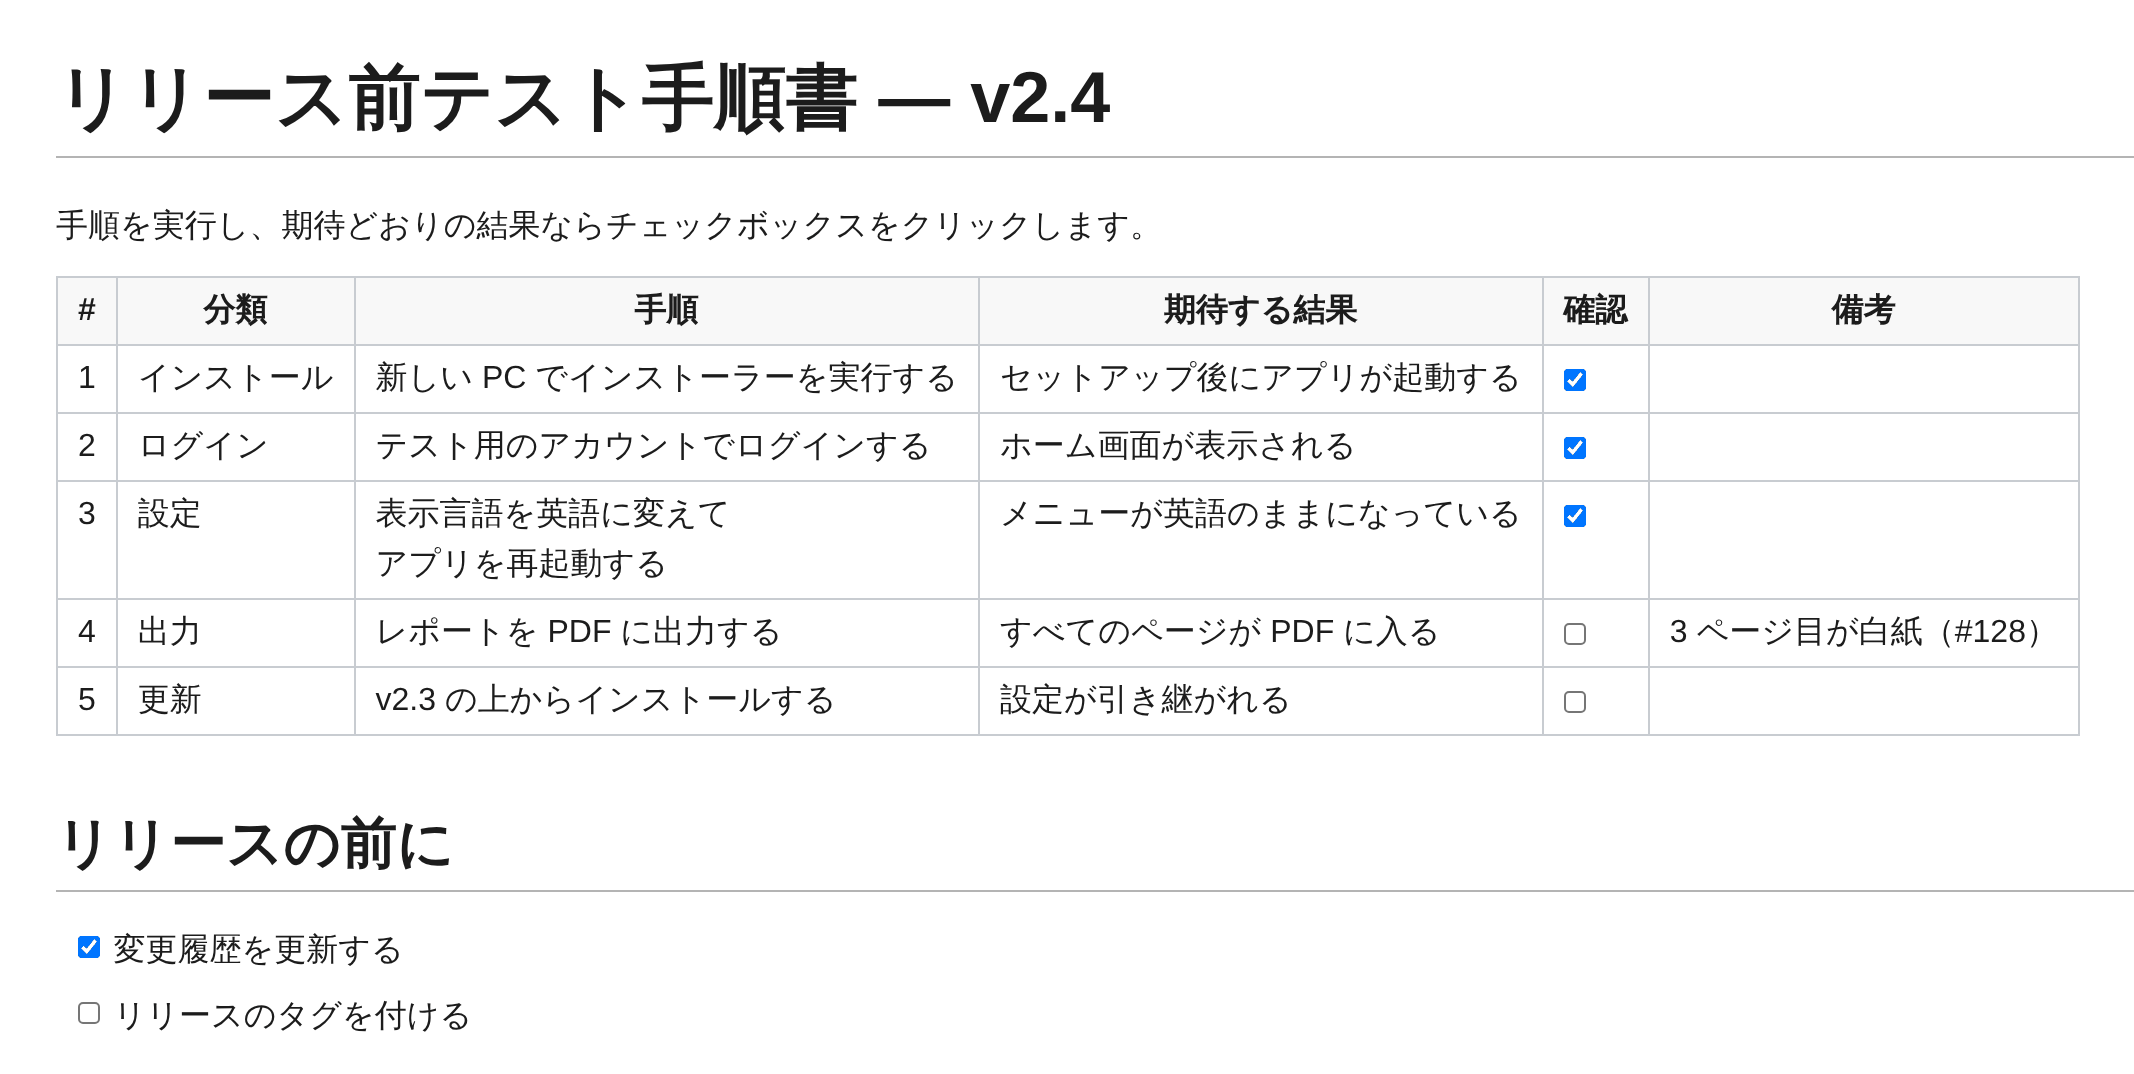 リリース前テスト手順書 — v2.4
手順を実行し、期待どおりの結果ならチェックボックスをクリックします。
# 分類 手順 期待する結果 確認 備考
1 インストール 新しい PC でインストーラーを実行する セットアップ後にアプリが起動する
2 ログイン テスト用のアカウントでログインする ホーム画面が表示される
3 設定 表示言語を英語に変えて メニューが英語のままになっている
アプリを再起動する
4 出力 レポートを PDF に出力する すべてのページが PDF に入る 3 ページ目が白紙（#128）
5 更新 v2.3 の上からインストールする 設定が引き継がれる
リリースの前に
変更履歴を更新する
リリースのタグを付ける